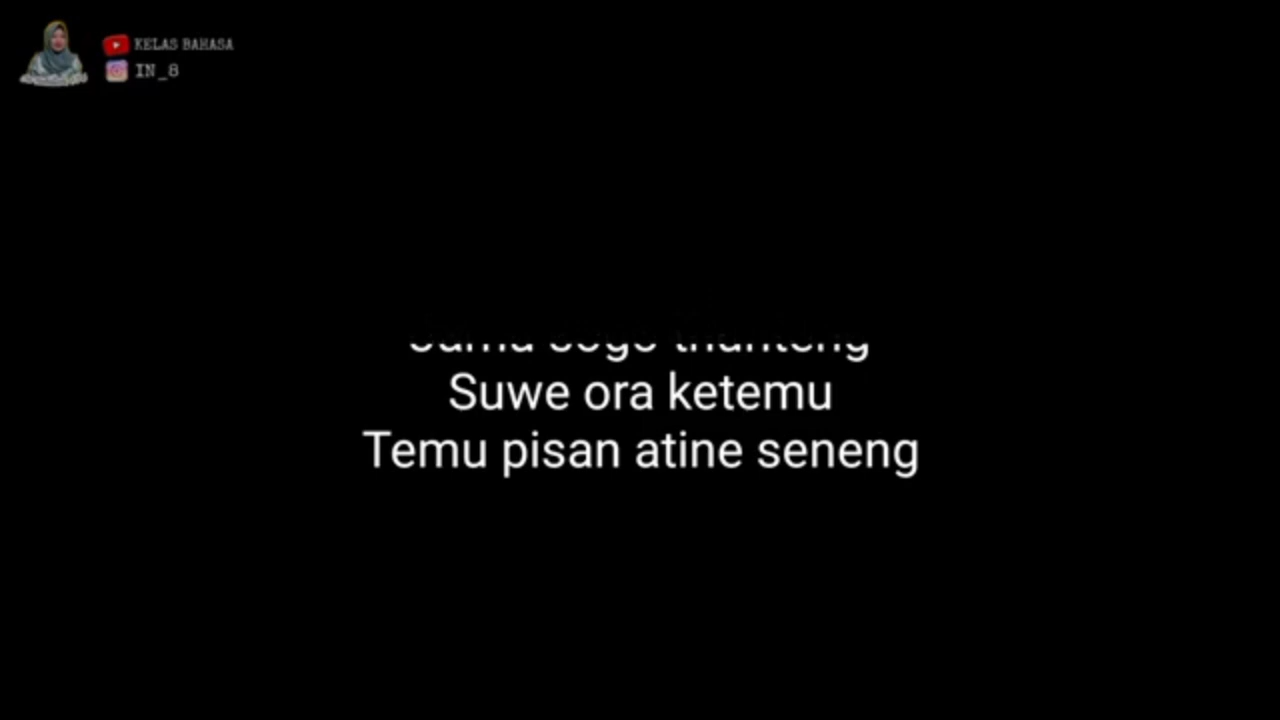 KELAS BAHASA
IN_8
Suwe ora ketemu
Temu pisan atine seneng